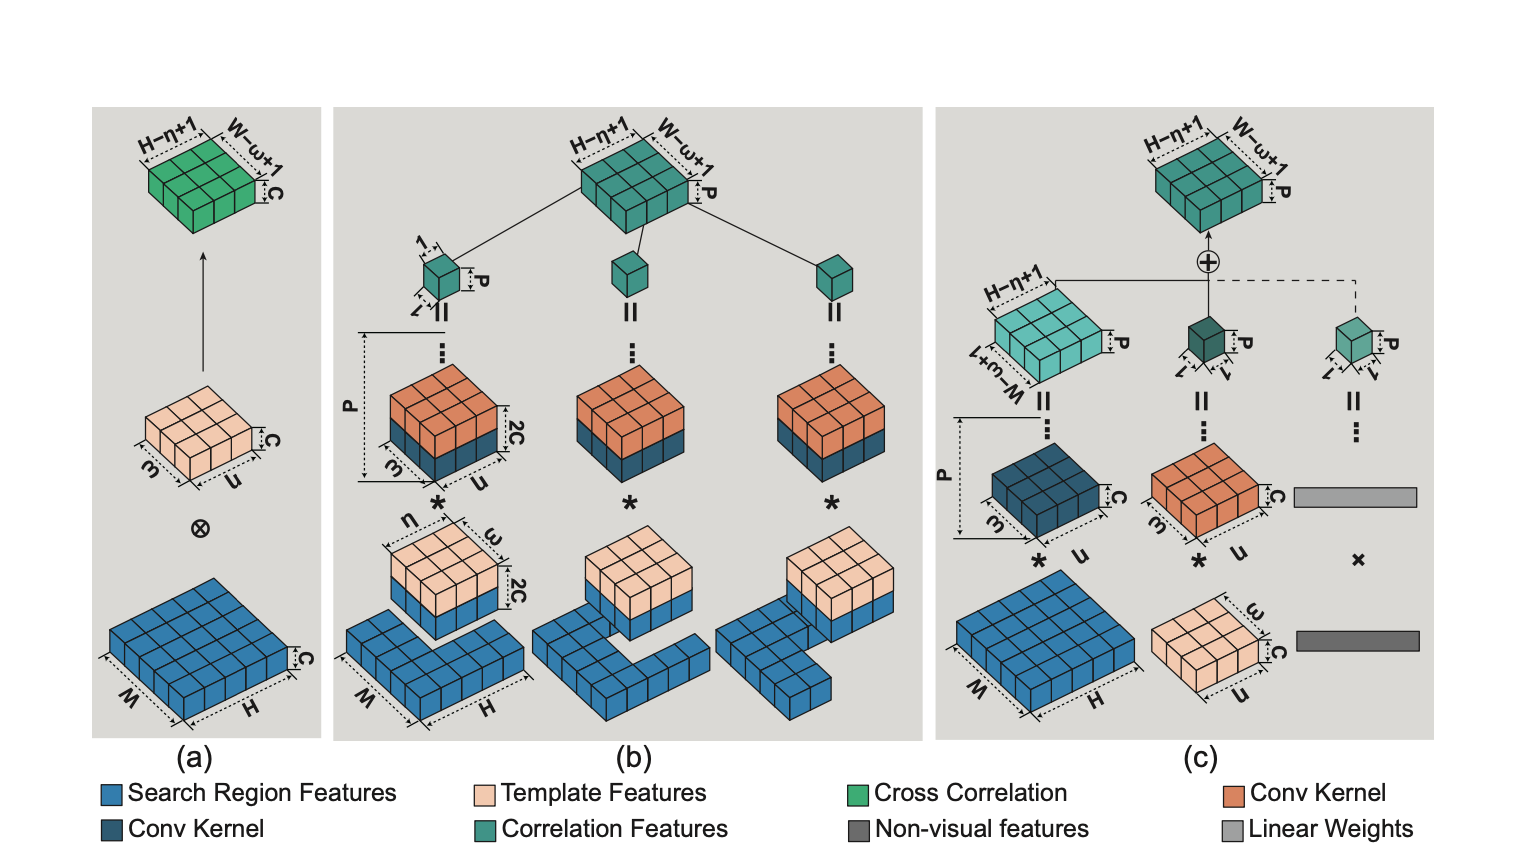 H−η+1 W−ω+1
C
C
ω η
⊗
C
W H
(a)
H−η+1 W−ω+1
P
1
P
1
= = =
... ... ...
P
2C
ω η
* * *
η ω
2C
W H
(b)
H−η+1 W−ω+1
P
+
H−η+1
P P P
W−ω+1 1 1 1 1
= = =
... ... ...
P
C C
ω η ω η
* * ×
ω
C
W H η
(c)
Search Region Features Template Features Cross Correlation Conv Kernel
Conv Kernel Correlation Features Non-visual features Linear Weights